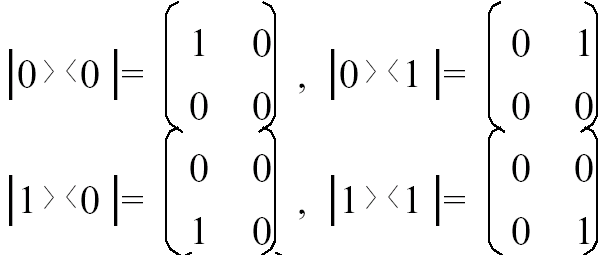 |0><0|= ( 1 0 ) , |0><1|= ( 0 1 )
( 0 0 ) ( 0 0 )
|1><0|= ( 0 0 ) , |1><1|= ( 0 0 )
( 1 0 ) ( 0 1 )